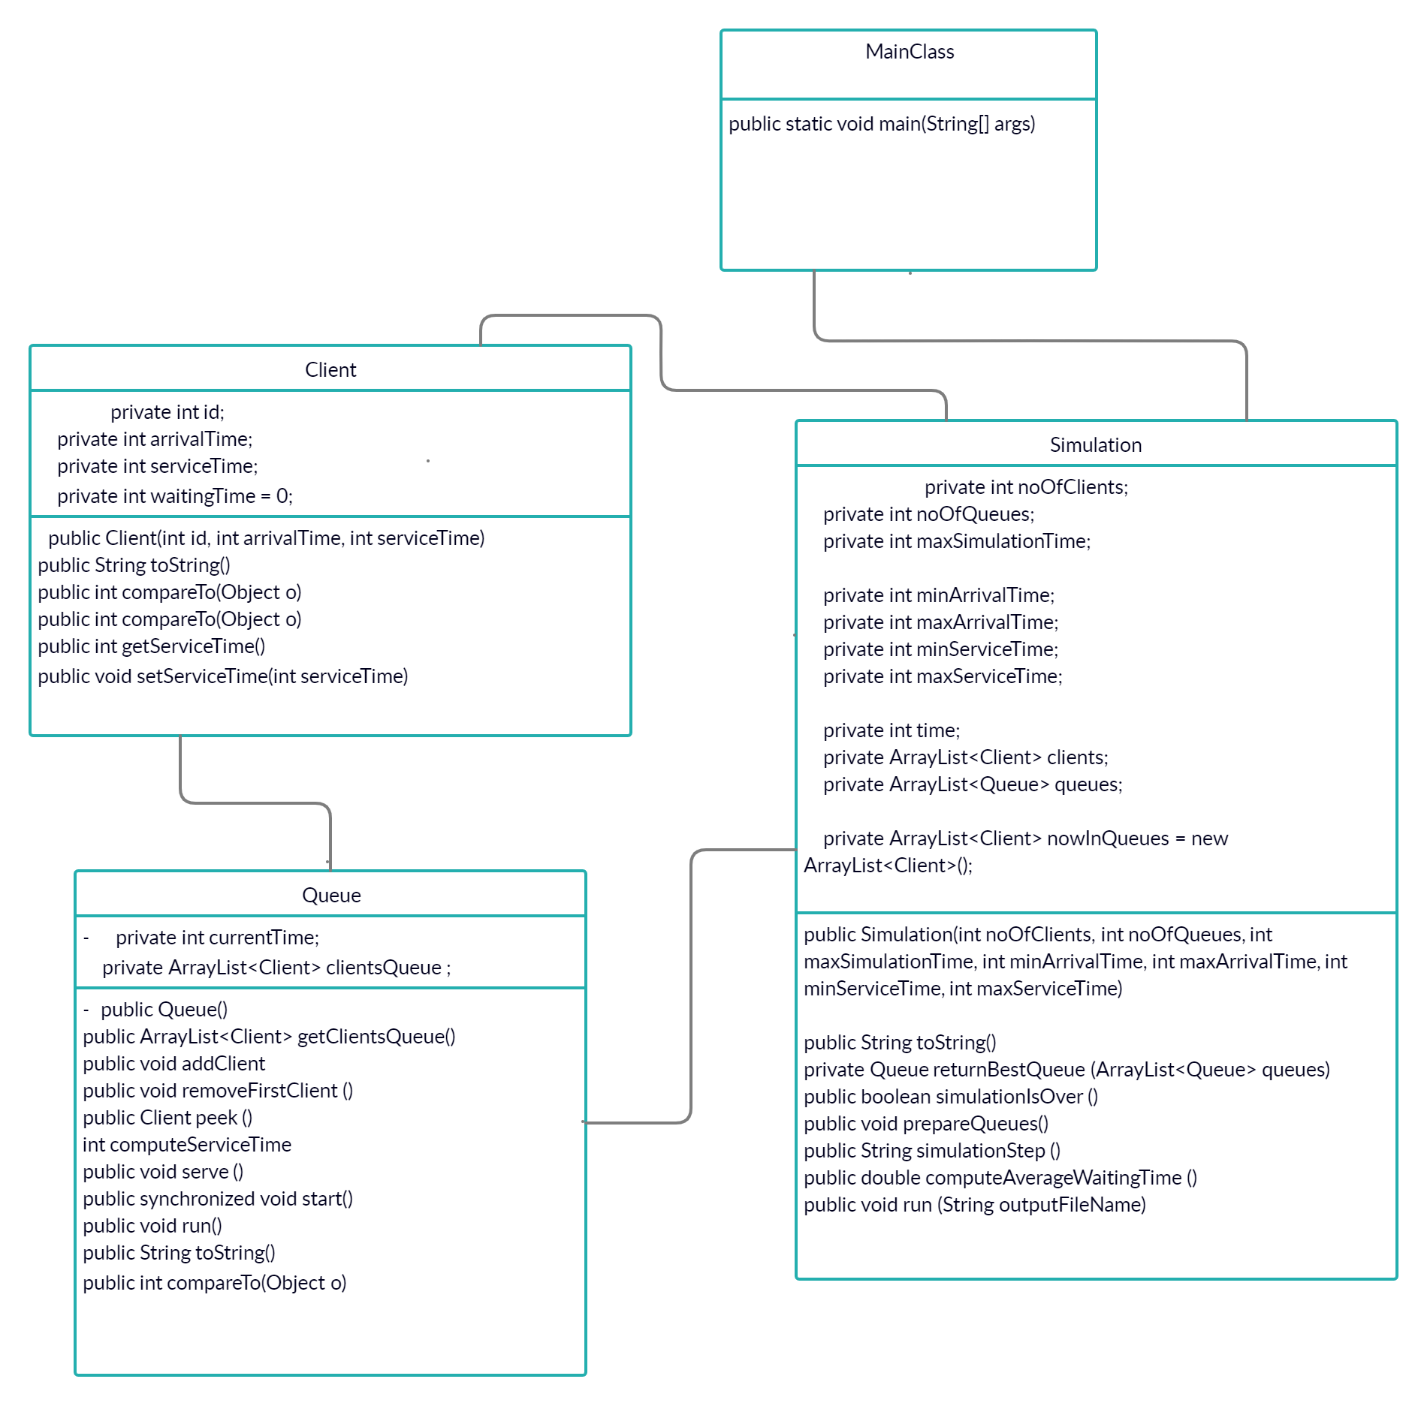 MainClass
public static void main(String[] args)
Client
private int id;
private int arrivalTime;
private int serviceTime;
private int waitingTime = 0;
public Client(int id, int arrivalTime, int serviceTime)
public String toString()
public int compareTo(Object o)
public int compareTo(Object o)
public int getServiceTime()
public void setServiceTime(int serviceTime)
Simulation
private int noOfClients;
private int noOfQueues;
private int maxSimulationTime;
private int minArrivalTime;
private int maxArrivalTime;
private int minServiceTime;
private int maxServiceTime;
private int time;
private ArrayList<Client> clients;
private ArrayList<Queue> queues;
private ArrayList<Client> nowInQueues = new
ArrayList<Client>();
public Simulation(int noOfClients, int noOfQueues, int
maxSimulationTime, int minArrivalTime, int maxArrivalTime, int
minServiceTime, int maxServiceTime)
public String toString()
private Queue returnBestQueue (ArrayList<Queue> queues)
public boolean simulationIsOver ()
public void prepareQueues()
public String simulationStep ()
public double computeAverageWaitingTime ()
public void run (String outputFileName)
Queue
- private int currentTime;
private ArrayList<Client> clientsQueue ;
- public Queue()
public ArrayList<Client> getClientsQueue()
public void addClient
public void removeFirstClient ()
public Client peek ()
int computeServiceTime
public void serve ()
public synchronized void start()
public void run()
public String toString()
public int compareTo(Object o)